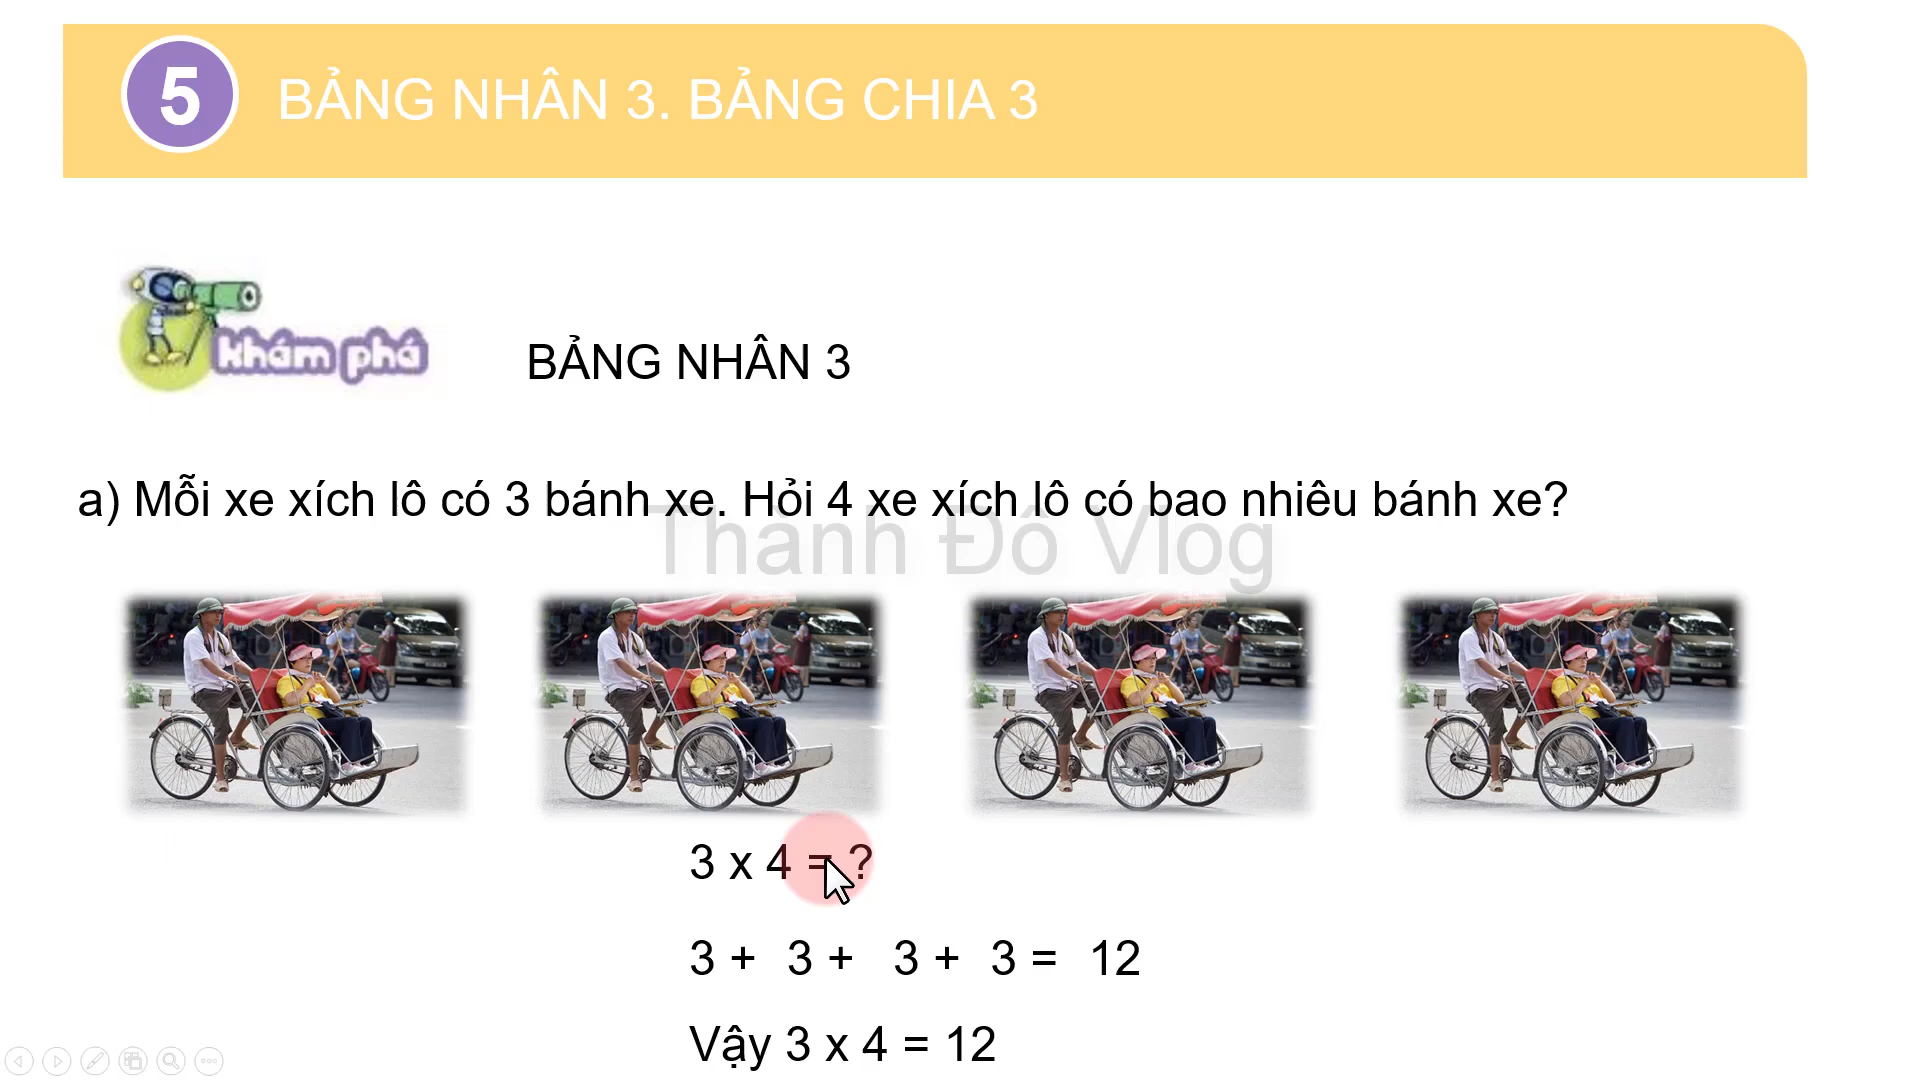 5 BẢNG NHÂN 3. BẢNG CHIA 3
khám phá
BẢNG NHÂN 3
a) Mỗi xe xích lô có 3 bánh xe. Hỏi 4 xe xích lô có bao nhiêu bánh xe?
Thành Đó Vlog
3 x 4 = ?
3 + 3 + 3 + 3 = 12
Vậy 3 x 4 = 12